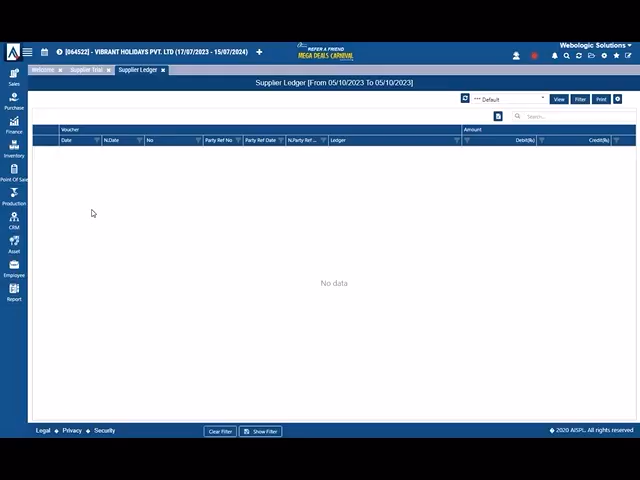 Webologic Solutions
[064522] - VIBRANT HOLIDAYS PVT. LTD (17/07/2023 - 15/07/2024)
REFER A FRIEND
MEGA DEALS CARNIVAL
Welcome
Supplier Trial
Supplier Ledger
Supplier Ledger [From 05/10/2023 To 05/10/2023]
*** Default
View
Filter
Print
Search...
Voucher
Amount
Date
N.Date
No
Party Ref No
Party Ref Date
N.Party Ref ...
Ledger
Debit(₨)
Credit(₨)
Sales
Purchase
Finance
Inventory
Point Of Sale
Production
CRM
Asset
Employee
Report
No data
Legal
Privacy
Security
Clear Filter
Show Filter
2020 AISPL. All rights reserved